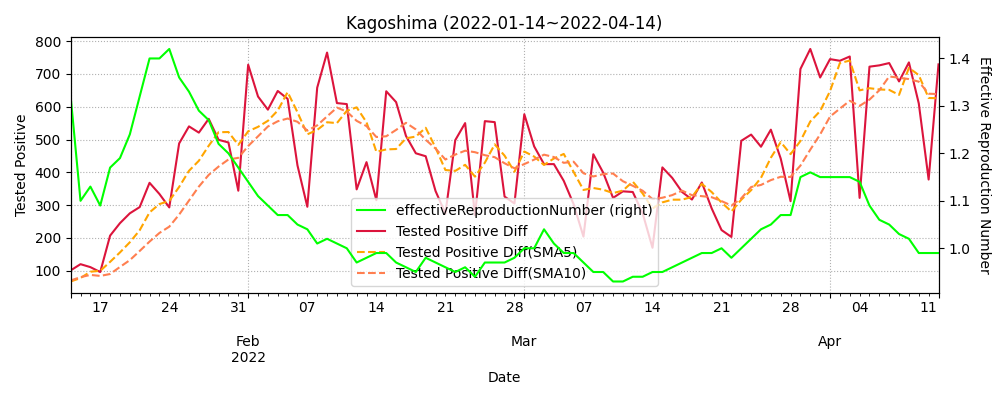 Kagoshima (2022-01-14~2022-04-14)
Tested Positive
800
700
600
500
400
300
200
100
1.4
1.3
1.2
1.1
1.0
Effective Reproduction Number
effectiveReproductionNumber (right)
Tested Positive Diff
Tested Positive Diff(SMA5)
Tested Positive Diff(SMA10)
17 24 31 07 14 21 28 07 14 21 28 04 11
Feb Mar Apr
2022
Date